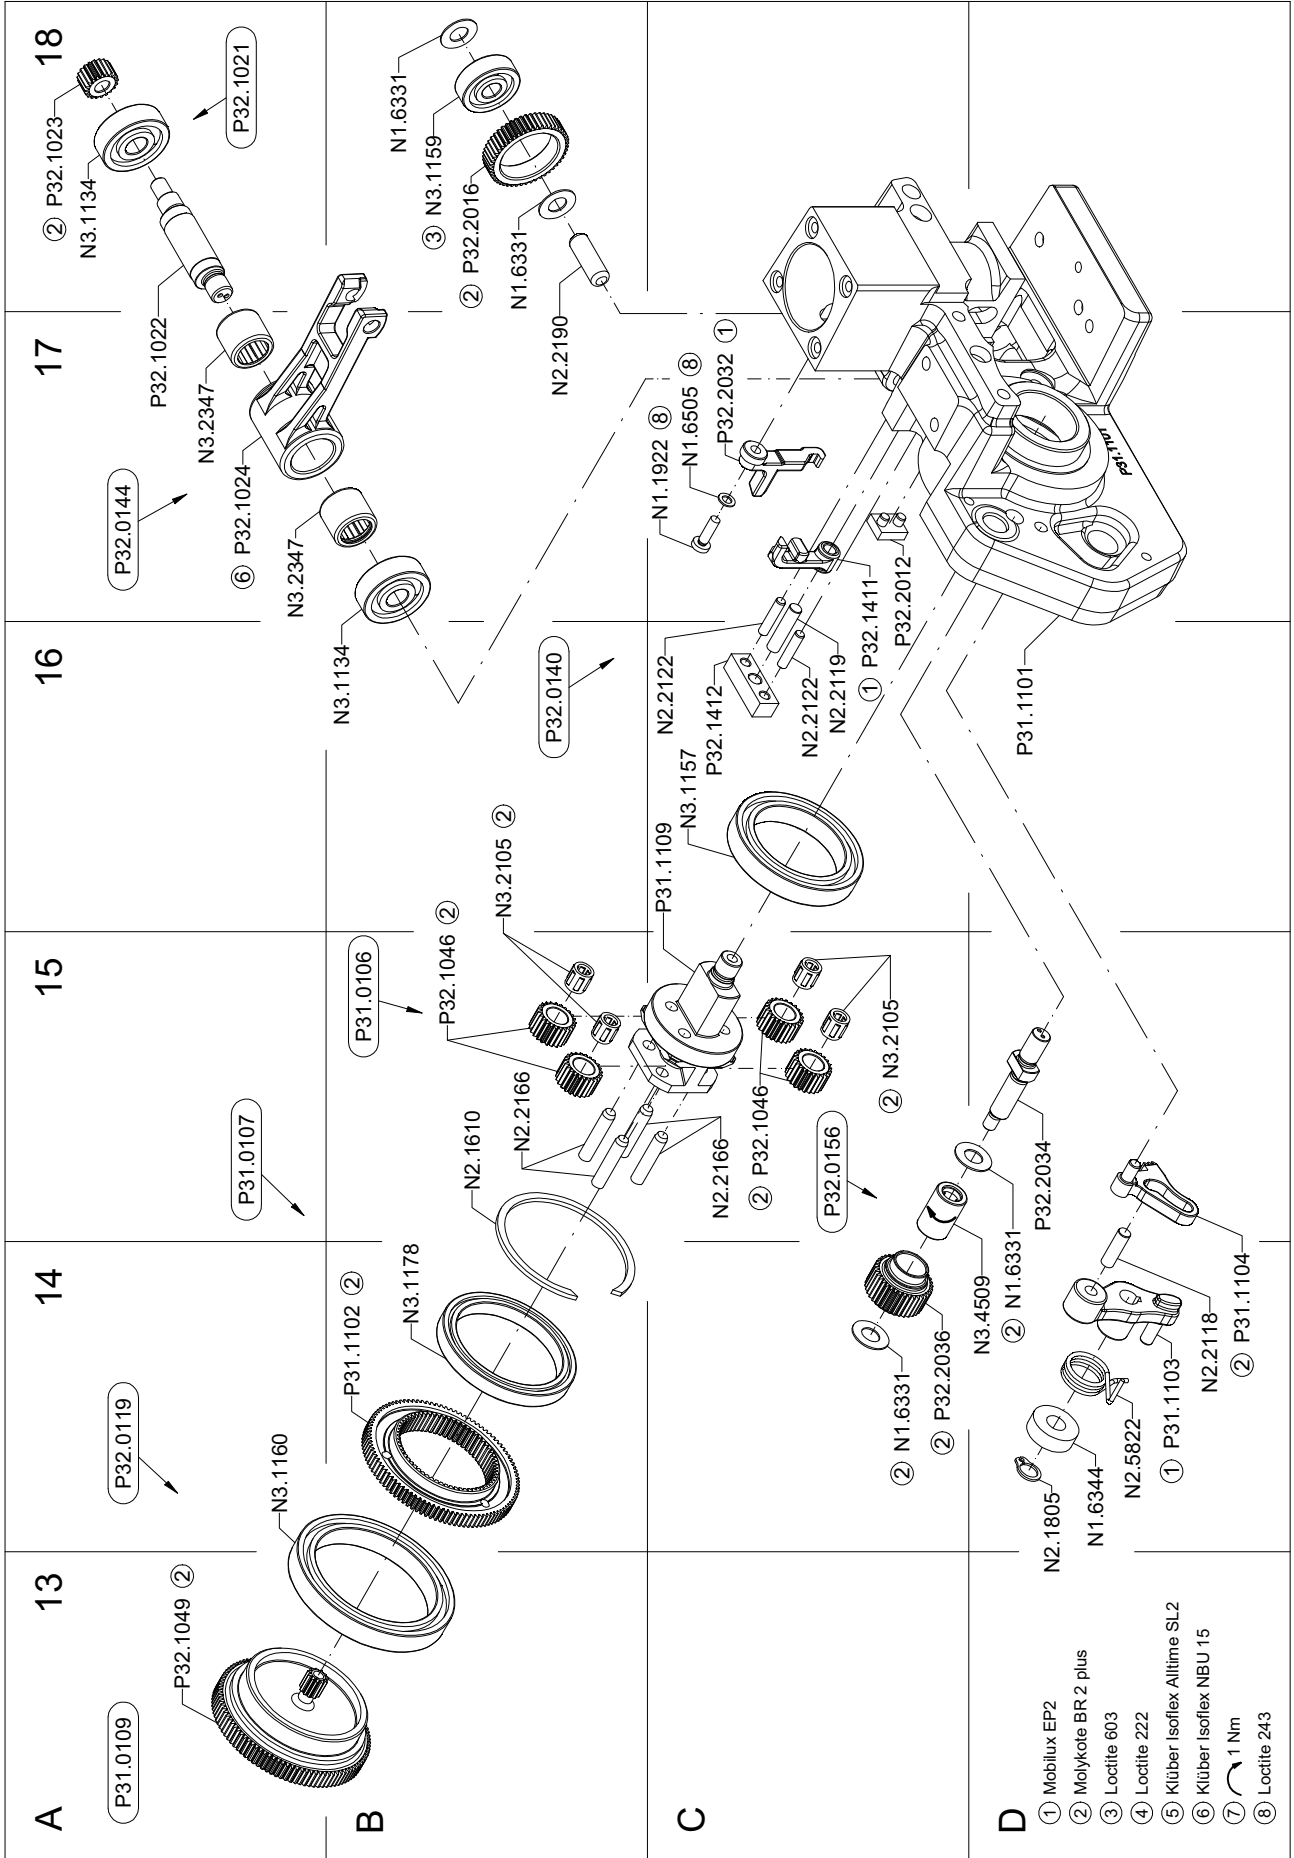 A
B
C
D
13
14
15
16
17
18
P31.0109
P32.1049 ②
N3.1160
P32.0119
P31.1102 ②
N3.1178
P31.0107
N2.1610
N2.2166
N2.2166
P31.0106
P32.1046 ②
N3.2105 ②
② P32.1046
② N3.2105
P31.1109
N3.1157
P32.0144
② P32.1023
N3.1134
P32.1021
P32.1022
N3.2347
⑥ P32.1024
N3.2347
N3.1134
N1.6331
③ N3.1159
② P32.2016
N1.6331
N2.2190
P32.0140
N1.1922 ⑧
N1.6505 ⑧
P32.2032 ①
N2.2122
P32.1412
N2.2122
N2.2119
① P32.1411
P32.2012
P31.1101
P31.1101
P32.0156
② N1.6331
② P32.2036
N3.4509
② N1.6331
P32.2034
N2.1805
N1.6344
N2.5822
① P31.1103
N2.2118
② P31.1104
① Mobilux EP2
② Molykote BR 2 plus
③ Loctite 603
④ Loctite 222
⑤ Klüber Isoflex Alltime SL2
⑥ Klüber Isoflex NBU 15
⑦ 1 Nm
⑧ Loctite 243